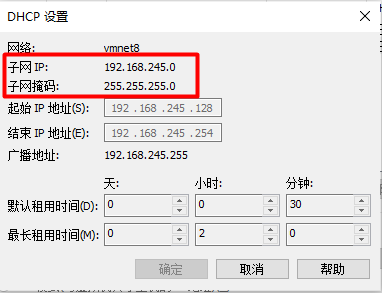 DHCP 设置
网络: vmnet8
子网 IP: 192.168.245.0
子网掩码: 255.255.255.0
起始 IP 地址(S): 192 .168 .245 .128
结束 IP 地址(E): 192 .168 .245 .254
广播地址: 192.168.245.255
天: 小时: 分钟:
默认租用时间(D): 0 0 30
最长租用时间(M): 0 2 0
确定 取消 帮助